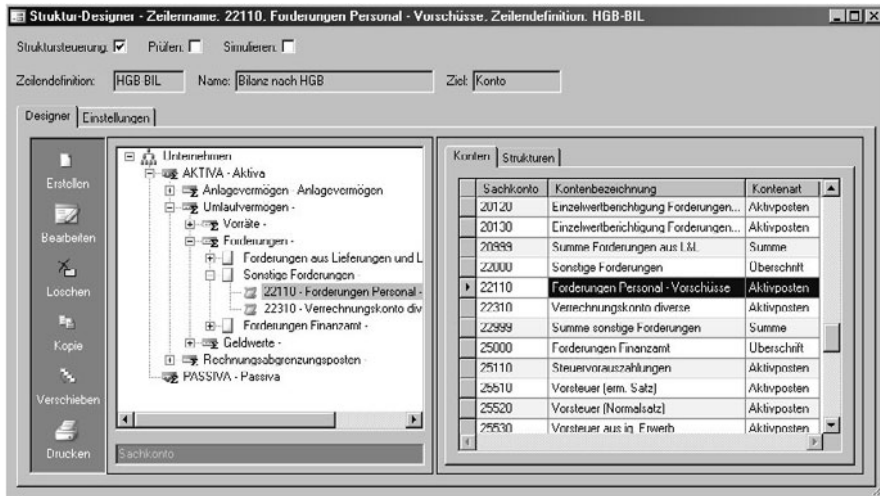 Struktur-Designer - Zeilenname: 22110, Forderungen Personal - Vorschüsse, Zeilendefinition: HGB-BIL
Struktursteuerung: Prüfen: Simulieren:
Zeilendefinition: HGB BIL Name: Bilanz nach HGB Ziel: Konto
Designer Einstellungen
Erstellen
Bearbeiten
Löschen
Kopie
Verschieben
Drucken
Unternehmen
AKTIVA - Aktiva
Anlagevermögen - Anlagevermögen
Umlaufvermögen -
Vorräte -
Forderungen -
Forderungen aus Lieferungen und L
Sonstige Forderungen -
22110 - Forderungen Personal -
22310 - Verrechnungskonto div
Forderungen Finanzamt -
Geldwerte -
Rechnungsabgrenzungsposten -
PASSIVA - Passiva
Sachkonto
Konten Strukturen
Sachkonto Kontenbezeichnung Kontenart
20120 Einzelwertberichtigung Forderungen... Aktivposten
20130 Einzelwertberichtigung Forderungen... Aktivposten
20999 Summe Forderungen aus L&L Summe
22000 Sonstige Forderungen Überschrift
22110 Forderungen Personal - Vorschüsse Aktivposten
22310 Verrechnungskonto diverse Aktivposten
22999 Summe sonstige Forderungen Summe
25000 Forderungen Finanzamt Überschrift
25110 Steuervorauszahlungen Aktivposten
25510 Vorsteuer (erm. Satz) Aktivposten
25520 Vorsteuer (Normalsatz) Aktivposten
25530 Vorsteuer aus ig. Erwerb Aktivposten